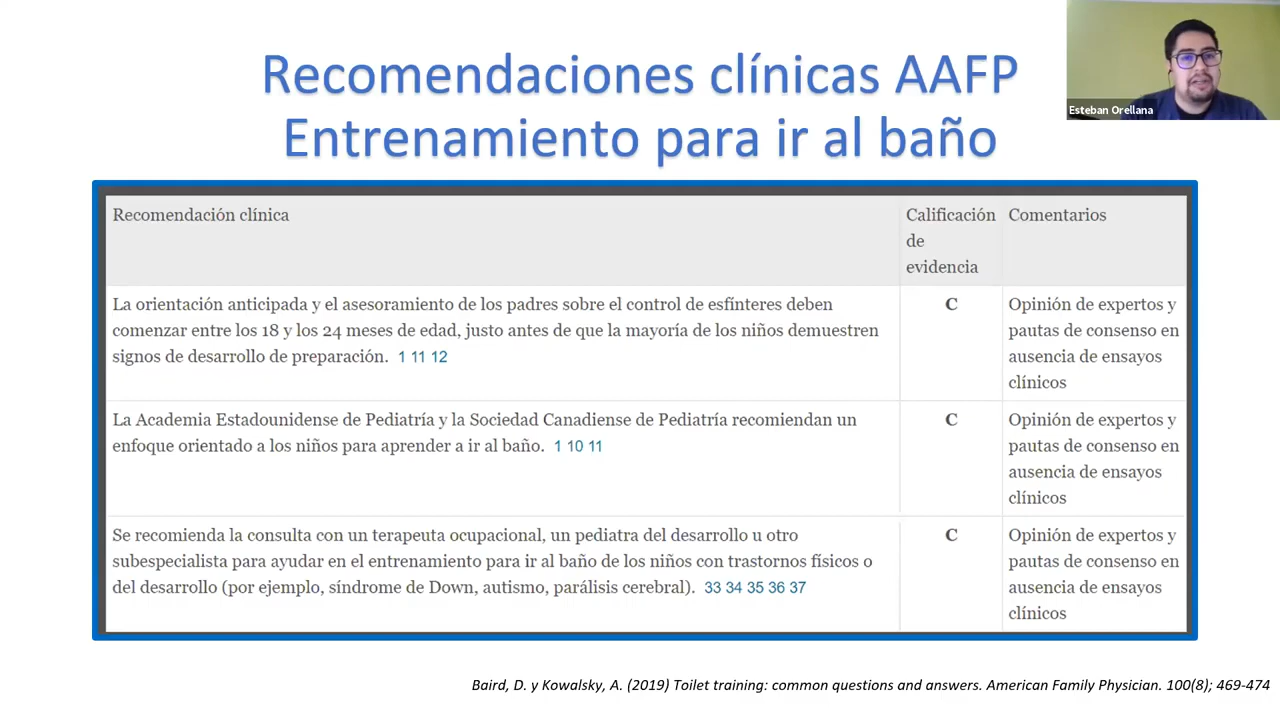 Recomendaciones clínicas AAFP
Entrenamiento para ir al baño
Esteban Orellana
Recomendación clínica
Calificación
de
evidencia
Comentarios
La orientación anticipada y el asesoramiento de los padres sobre el control de esfínteres deben
comenzar entre los 18 y los 24 meses de edad, justo antes de que la mayoría de los niños demuestren
signos de desarrollo de preparación. 1 11 12
C
Opinión de expertos y
pautas de consenso en
ausencia de ensayos
clínicos
La Academia Estadounidense de Pediatría y la Sociedad Canadiense de Pediatría recomiendan un
enfoque orientado a los niños para aprender a ir al baño. 1 10 11
C
Opinión de expertos y
pautas de consenso en
ausencia de ensayos
clínicos
Se recomienda la consulta con un terapeuta ocupacional, un pediatra del desarrollo u otro
subespecialista para ayudar en el entrenamiento para ir al baño de los niños con trastornos físicos o
del desarrollo (por ejemplo, síndrome de Down, autismo, parálisis cerebral). 33 34 35 36 37
C
Opinión de expertos y
pautas de consenso en
ausencia de ensayos
clínicos
Baird, D. y Kowalsky, A. (2019) Toilet training: common questions and answers. American Family Physician. 100(8); 469-474